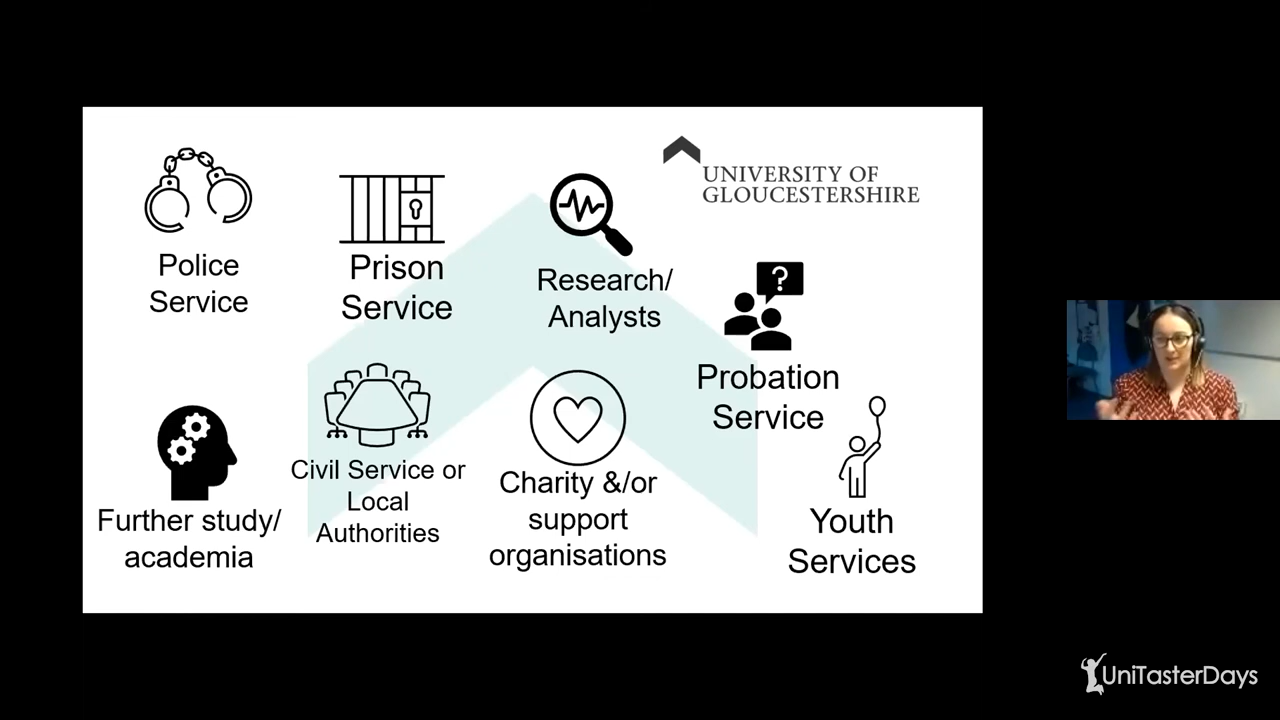 UNIVERSITY OF
GLOUCESTERSHIRE
Police
Service
Prison
Service
Research/
Analysts
?
Probation
Service
Further study/
academia
Civil Service or
Local
Authorities
Charity &/or
support
organisations
Youth
Services
UniTasterDays